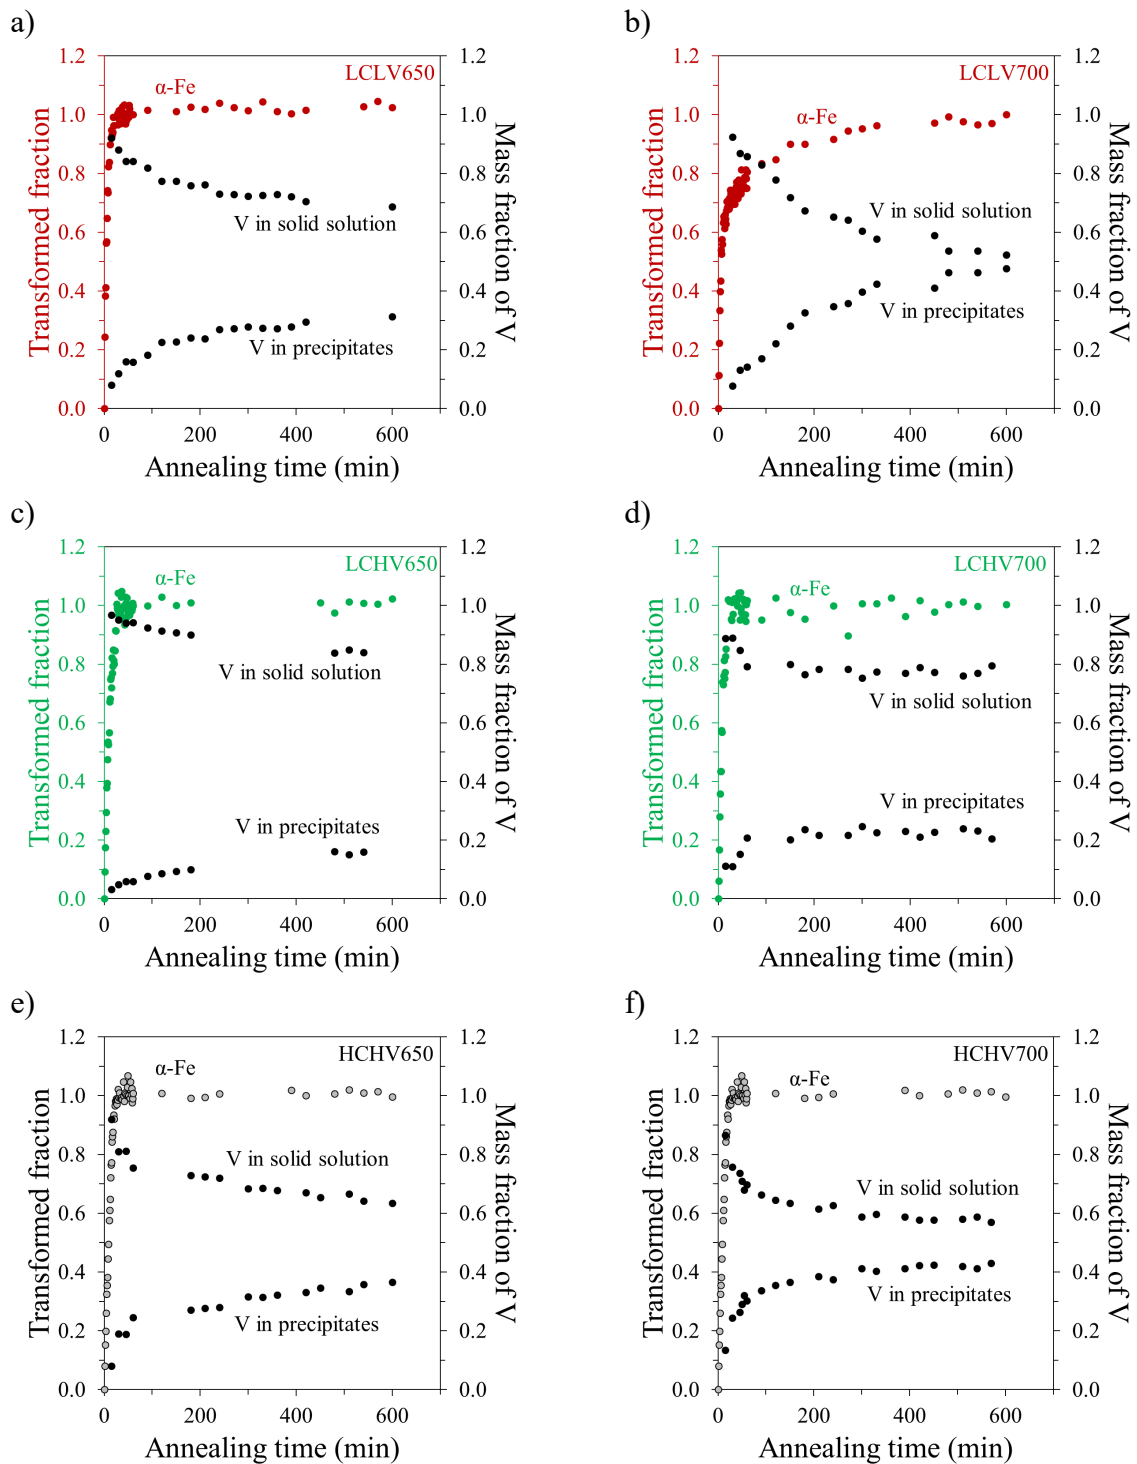 a)
1.2
1.2
LCLV650
α-Fe
1.0
1.0
0.8
0.8
V in solid solution
0.6
0.6
0.4
0.4
V in precipitates
0.2
0.2
0.0
0.0
0 200 400 600
Annealing time (min)
Transformed fraction
Mass fraction of V
b)
1.2
1.2
LCLV700
α-Fe
1.0
1.0
0.8
0.8
V in solid solution
0.6
0.6
0.4
0.4
V in precipitates
0.2
0.2
0.0
0.0
0 200 400 600
Annealing time (min)
Transformed fraction
Mass fraction of V
c)
1.2
1.2
LCHV650
α-Fe
1.0
1.0
0.8
0.8
V in solid solution
0.6
0.6
0.4
0.4
V in precipitates
0.2
0.2
0.0
0.0
0 200 400 600
Annealing time (min)
Transformed fraction
Mass fraction of V
d)
1.2
1.2
LCHV700
α-Fe
1.0
1.0
0.8
0.8
V in solid solution
0.6
0.6
0.4
0.4
V in precipitates
0.2
0.2
0.0
0.0
0 200 400 600
Annealing time (min)
Transformed fraction
Mass fraction of V
e)
1.2
1.2
HCHV650
α-Fe
1.0
1.0
0.8
0.8
V in solid solution
0.6
0.6
0.4
0.4
V in precipitates
0.2
0.2
0.0
0.0
0 200 400 600
Annealing time (min)
Transformed fraction
Mass fraction of V
f)
1.2
1.2
HCHV700
α-Fe
1.0
1.0
0.8
0.8
V in solid solution
0.6
0.6
0.4
0.4
V in precipitates
0.2
0.2
0.0
0.0
0 200 400 600
Annealing time (min)
Transformed fraction
Mass fraction of V